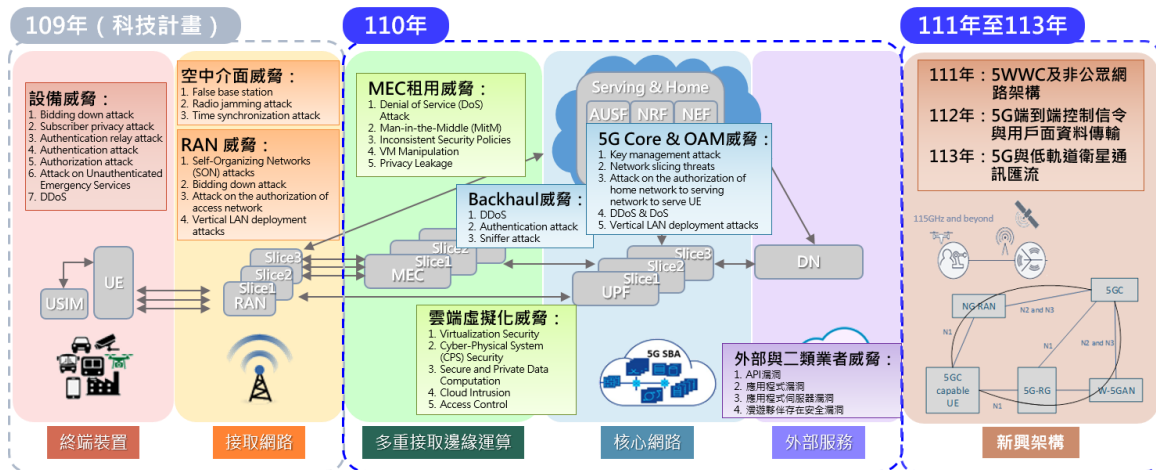 109年（科技計畫）
110年
111年至113年
設備威脅：
1. Bidding down attack
2. Subscriber privacy attack
3. Authentication relay attack
4. Authentication attack
5. Authorization attack
6. Attack on Unauthenticated
Emergency Services
7. DDoS
空中介面威脅：
1. False base station
2. Radio jamming attack
3. Time synchronization attack
RAN 威脅：
1. Self-Organizing Networks
(SON) attacks
2. Bidding down attack
3. Attack on the authorization of
access network
4. Vertical LAN deployment
attacks
MEC租用威脅：
1. Denial of Service (DoS)
Attack
2. Man-in-the-Middle (MitM)
3. Inconsistent Security Policies
4. VM Manipulation
5. Privacy Leakage
Serving & Home
AUSF
NRF
NEF
5G Core & OAM威脅：
1. Key management attack
2. Network slicing threats
3. Attack on the authorization of
home network to serving
network to serve UE
4. DDoS & DoS
5. Vertical LAN deployment attacks
Backhaul威脅：
1. DDoS
2. Authentication attack
3. Sniffer attack
USIM
UE
Slice3
Slice2
Slice1
RAN
Slice2
Slice1
MEC
Slice3
Slice2
Slice1
UPF
DN
雲端虛擬化威脅：
1. Virtualization Security
2. Cyber-Physical System
(CPS) Security
3. Secure and Private Data
Computation
4. Cloud Intrusion
5. Access Control
5G SBA
外部與二類業者威脅：
1. API漏洞
2. 應用程式漏洞
3. 應用程式伺服器漏洞
4. 漫遊夥伴存在安全漏洞
111年：5WWC及非公眾網
路架構
112年：5G端到端控制信令
與用戶面資料傳輸
113年：5G與低軌道衛星通
訊匯流
115GHz and beyond
NG RAN
5GC
N2 and N3
N1
N1
N2 and N3
5GC
capable
UE
N1
5G-RG
W-5GAN
終端裝置
接取網路
多重接取邊緣運算
核心網路
外部服務
新興架構